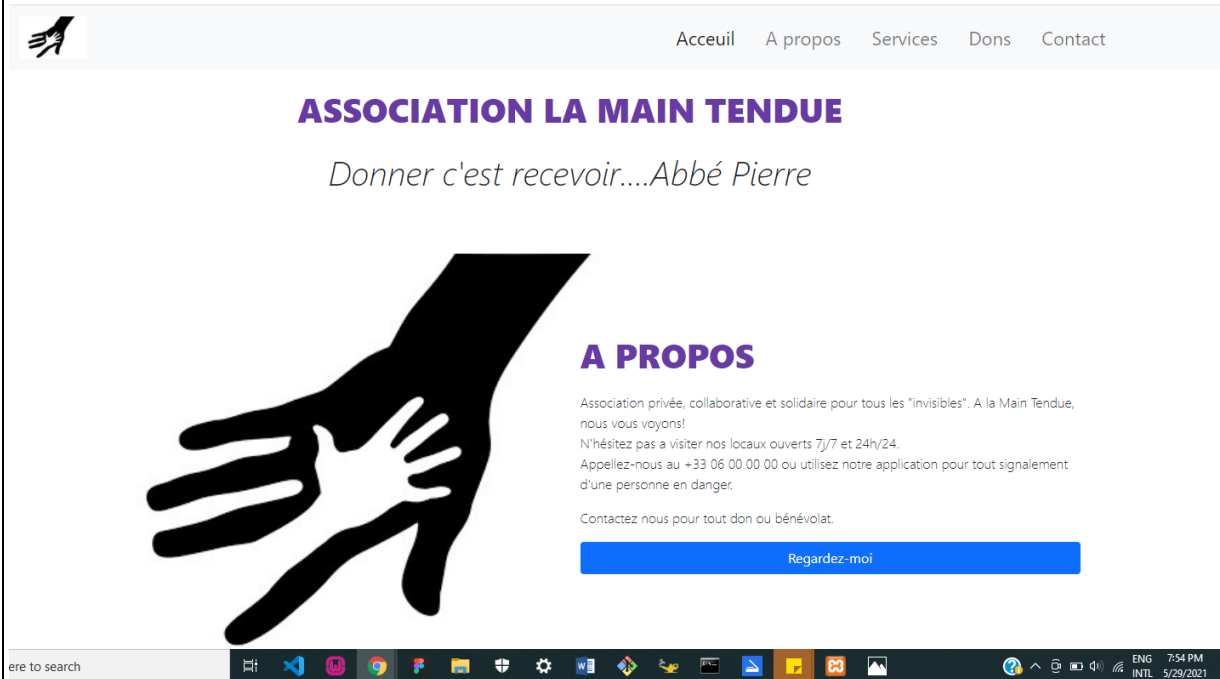 Acceuil A propos Services Dons Contact
ASSOCIATION LA MAIN TENDUE
Donner c'est recevoir....Abbé Pierre
A PROPOS
Association privée, collaborative et solidaire pour tous les "invisibles". A la Main Tendue,
nous vous voyons!
N'hésitez pas a visiter nos locaux ouverts 7j/7 et 24h/24.
Appellez-nous au +33 06 00 00 00 ou utilisez notre application pour tout signalement
d'une personne en danger.
Contactez nous pour tout don ou bénévolat.
Regardez-moi
ere to search
ENG 7:54 PM
INTL 5/29/2021